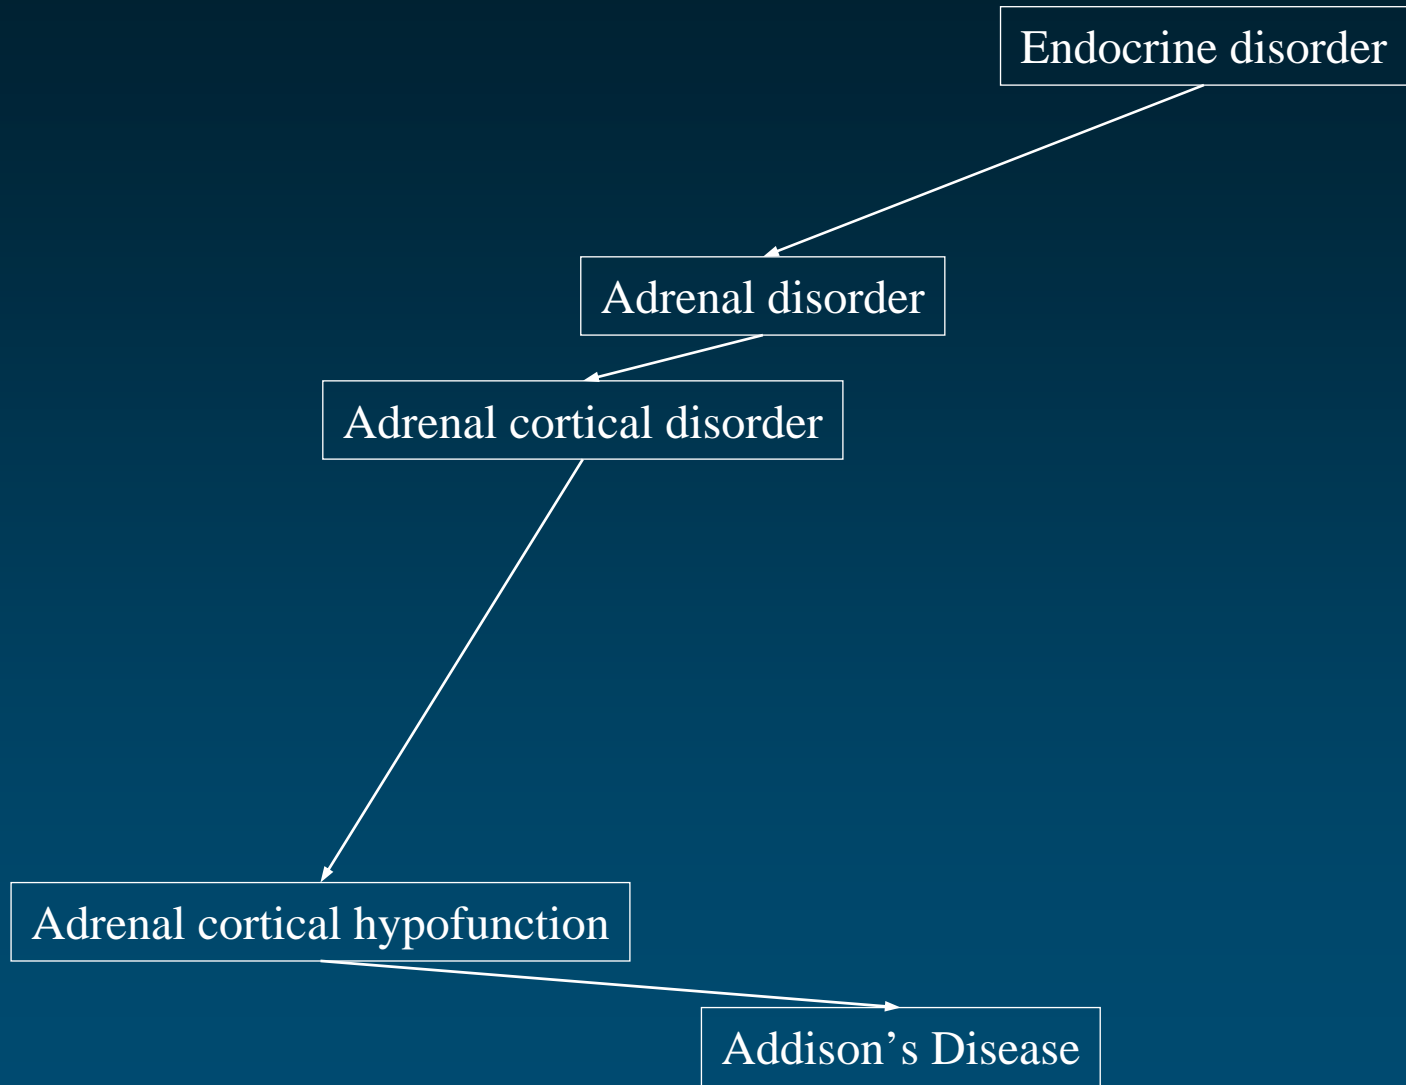 Endocrine disorder
Adrenal disorder
Adrenal cortical disorder
Adrenal cortical hypofunction
Addison’s Disease